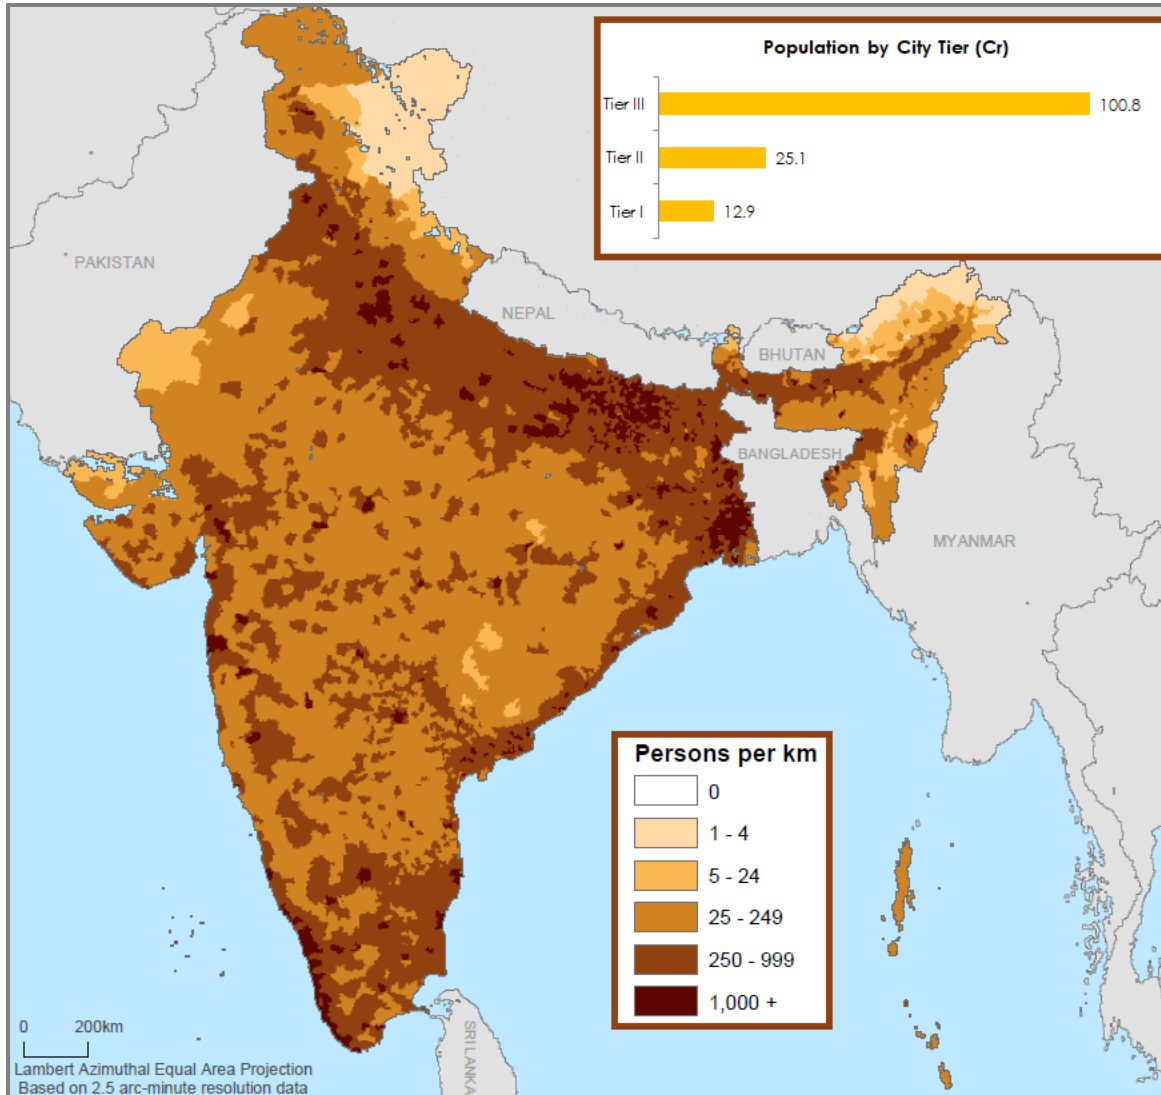 Population by City Tier (Cr)
Tier III
100.8
Tier II
25.1
Tier I
12.9
PAKISTAN
NEPAL
BHUTAN
BANGLADESH
MYANMAR
Persons per km
0
1 - 4
5 - 24
25 - 249
250 - 999
1,000 +
0 200km
SRI LANKA
Lambert Azimuthal Equal Area Projection
Based on 2.5 arc-minute resolution data